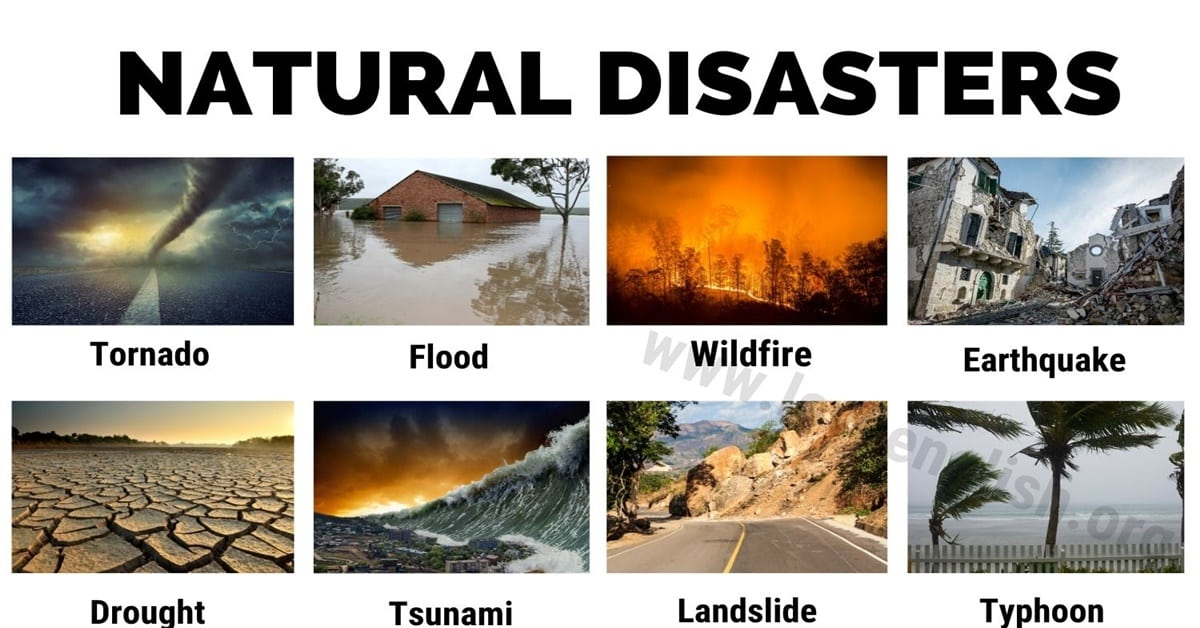 NATURAL DISASTERS
Tornado
Flood
Wildfire
Earthquake
Drought
Tsunami
Landslide
Typhoon